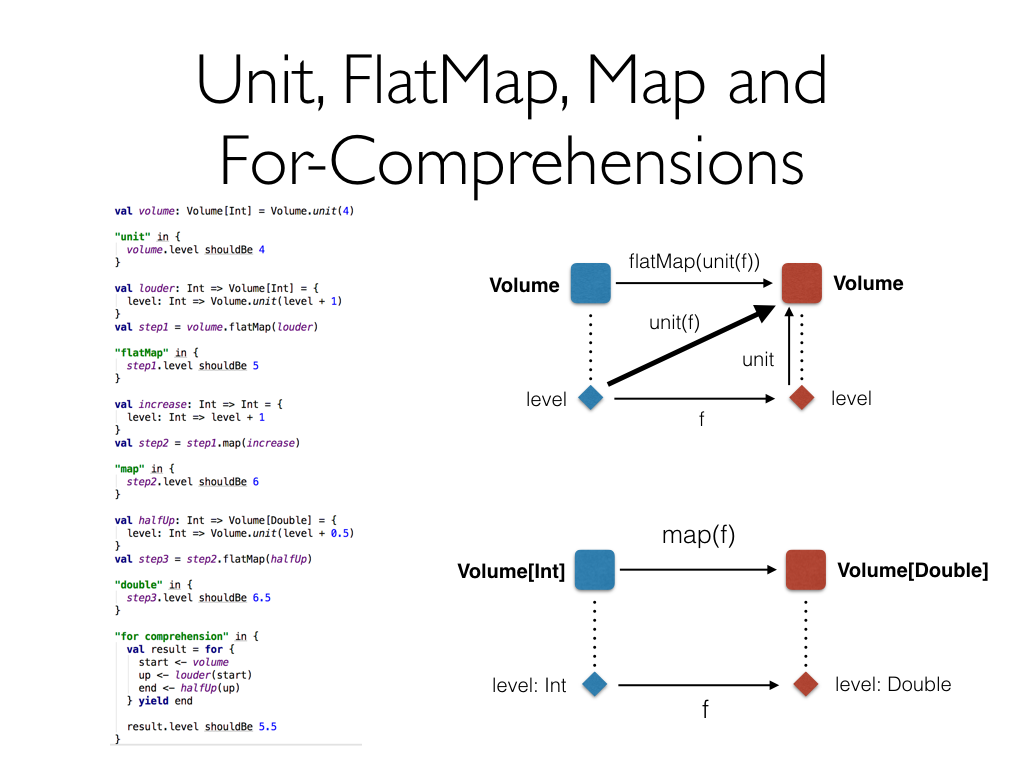 Unit, FlatMap, Map and
For-Comprehensions
val volume: Volume[Int] = Volume.unit(4)
"unit" in {
volume.level shouldBe 4
}
val louder: Int => Volume[Int] = {
level: Int => Volume.unit(level + 1)
}
val step1 = volume.flatMap(louder)
"flatMap" in {
step1.level shouldBe 5
}
val increase: Int => Int = {
level: Int => level + 1
}
val step2 = step1.map(increase)
"map" in {
step2.level shouldBe 6
}
val halfUp: Int => Volume[Double] = {
level: Int => Volume.unit(level + 0.5)
}
val step3 = step2.flatMap(halfUp)
"double" in {
step3.level shouldBe 6.5
}
"for comprehension" in {
val result = for {
start <- volume
up <- louder(start)
end <- halfUp(up)
} yield end
result.level shouldBe 5.5
}
flatMap(unit(f))
Volume
Volume
unit(f)
unit
level
level
f
map(f)
Volume[Int]
Volume[Double]
level: Int
level: Double
f